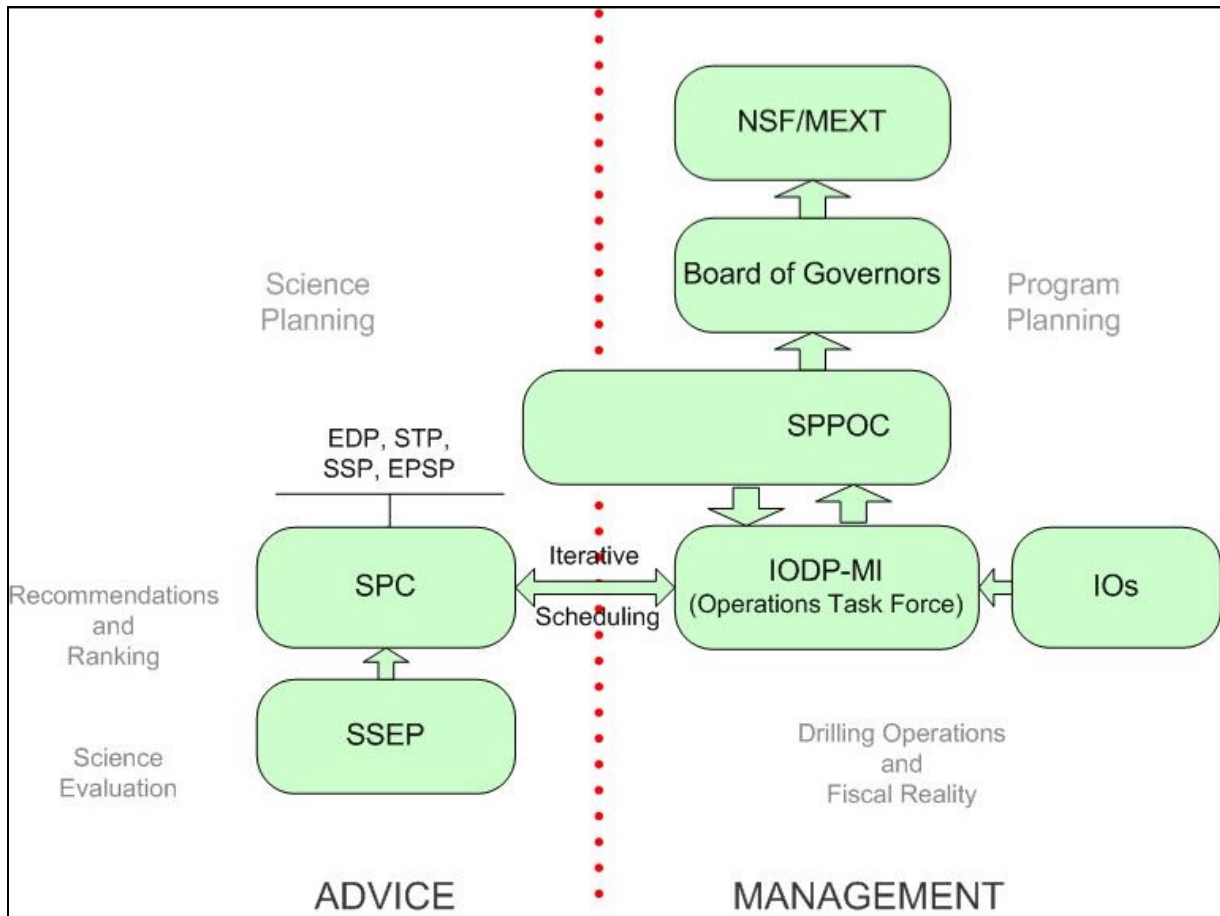 NSF/MEXT
Board of Governors
Science
Planning
Program
Planning
SPPOC
EDP, STP,
SSP, EPSP
SPC
Iterative
Scheduling
IODP-MI
(Operations Task Force)
IOs
Recommendations
and
Ranking
SSEP
Science
Evaluation
Drilling Operations
and
Fiscal Reality
ADVICE
MANAGEMENT